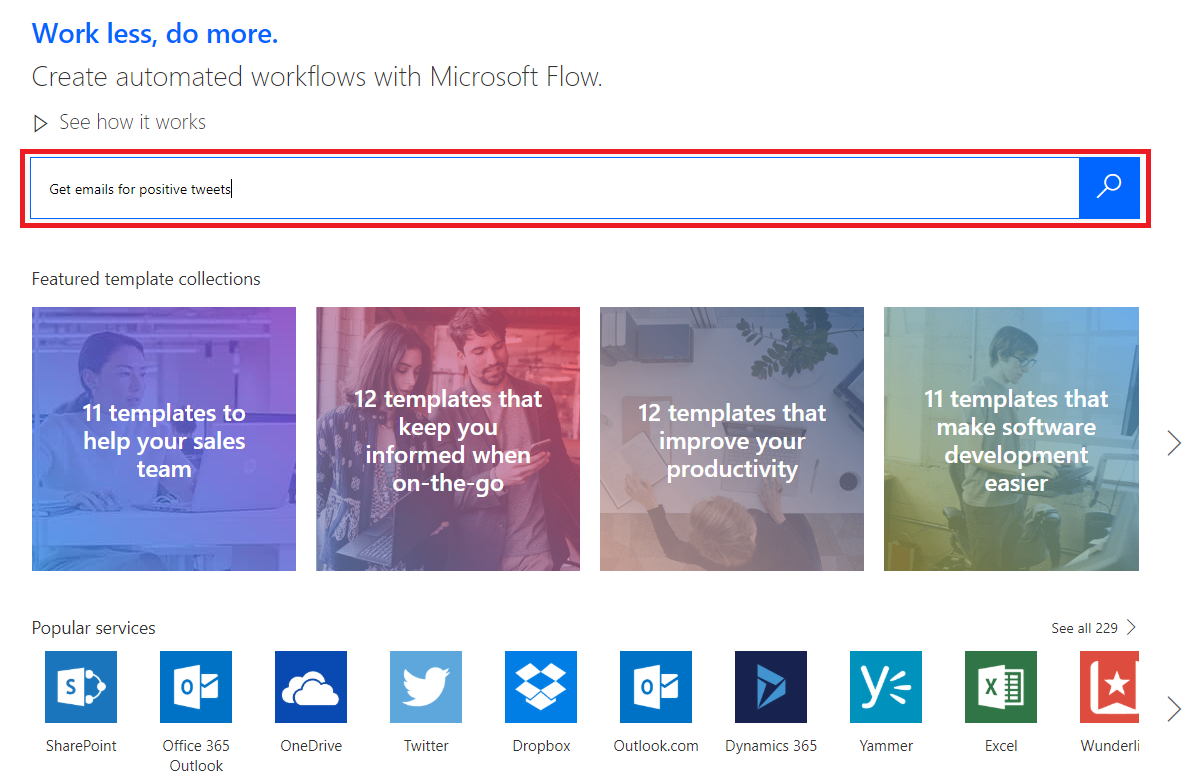 Work less, do more.
Create automated workflows with Microsoft Flow.
See how it works
Get emails for positive tweets
Featured template collections
11 templates to
help your sales
team
12 templates that
keep you
informed when
on-the-go
12 templates that
improve your
productivity
11 templates that
make software
development
easier
Popular services
See all 229
SharePoint
Office 365
Outlook
OneDrive
Twitter
Dropbox
Outlook.com
Dynamics 365
Yammer
Excel
Wunderli